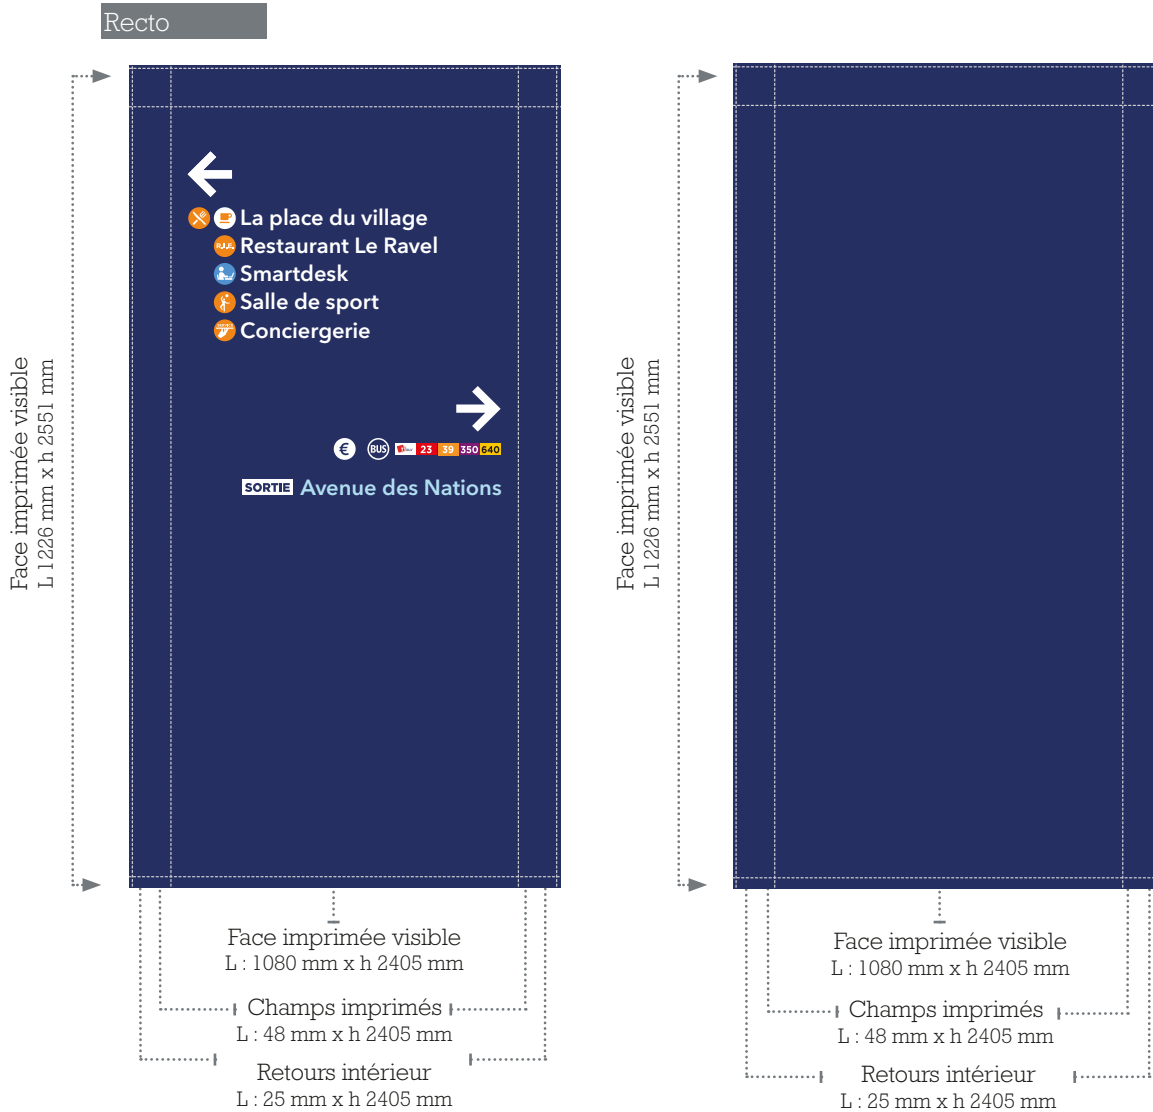 Recto
La place du village
R.I.E.
Restaurant Le Ravel
Smartdesk
Salle de sport
Conciergerie
€ BUS 23 39 350 640
SORTIE Avenue des Nations
Face imprimée visible
L 1226 mm x h 2551 mm
Face imprimée visible
L : 1080 mm x h 2405 mm
Champs imprimés
L : 48 mm x h 2405 mm
Retours intérieur
L : 25 mm x h 2405 mm
Face imprimée visible
L 1226 mm x h 2551 mm
Face imprimée visible
L : 1080 mm x h 2405 mm
Champs imprimés
L : 48 mm x h 2405 mm
Retours intérieur
L : 25 mm x h 2405 mm